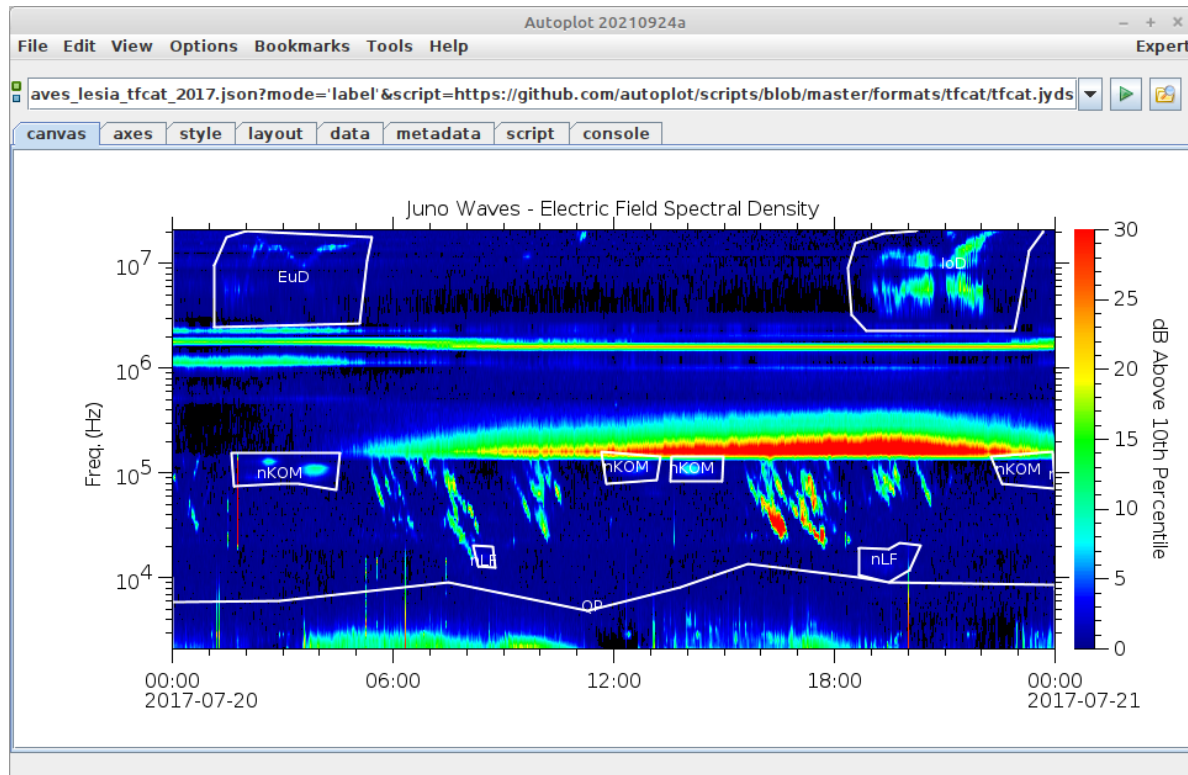 Autoplot 20210924a
File Edit View Options Bookmarks Tools Help Expert
aves_lesia_tfcat_2017.json?mode='label'&script=https://github.com/autoplot/scripts/blob/master/formats/tfcat/tfcat.jyds
canvas axes style layout data metadata script console
Juno Waves - Electric Field Spectral Density
10⁷
10⁶
10⁵
10⁴
Freq. (Hz)
EuD
IoD
nKOM
nKOM
nKOM
nKOM
nLF
nLF
QP
30
25
20
15
10
5
0
dB Above 10th Percentile
00:00 06:00 12:00 18:00 00:00
2017-07-20 2017-07-21